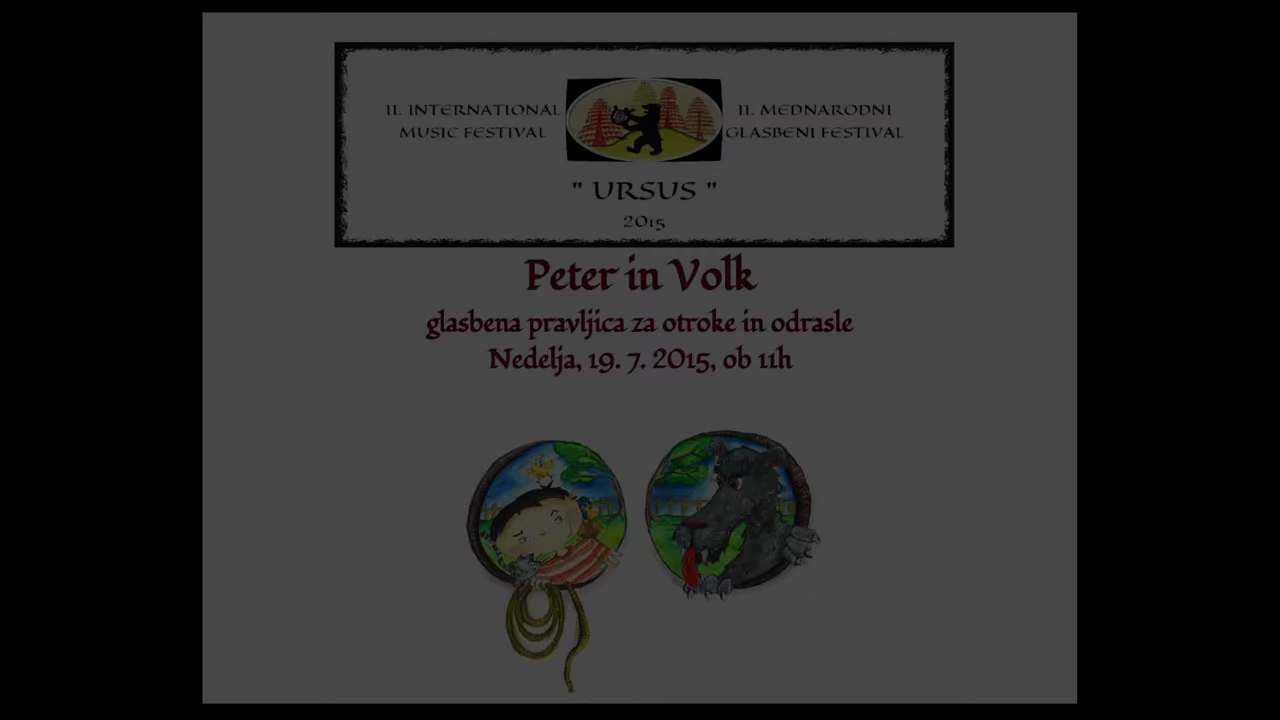 II. INTERNATIONAL
MUSIC FESTIVAL
II. MEDNARODNI
GLASBENI FESTIVAL
" URSUS "
2015
Peter in Volk
glasbena pravljica za otroke in odrasle
Nedelja, 19. 7. 2015, ob 11h